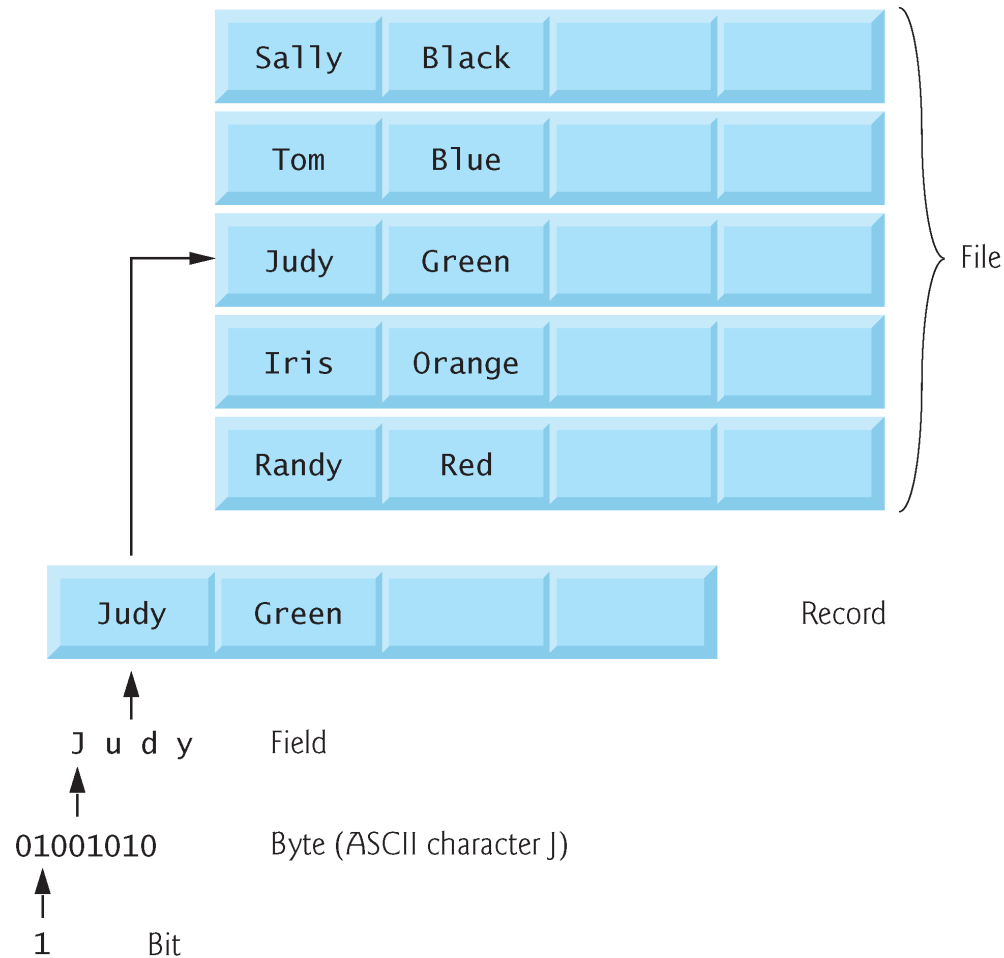 Sally Black
Tom Blue
Judy Green
File
Iris Orange
Randy Red
Judy Green
Record
J u d y Field
01001010 Byte (ASCII character J)
1 Bit